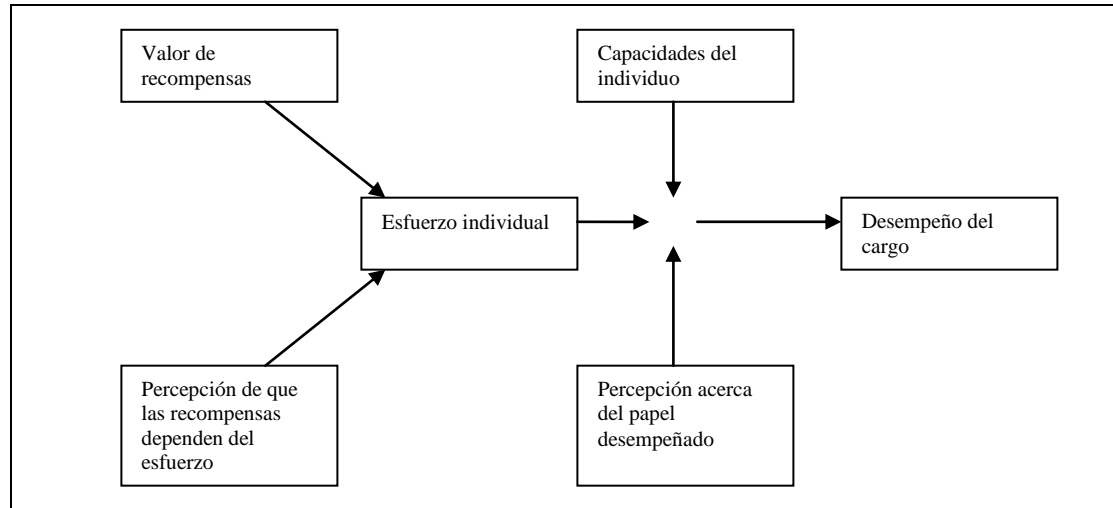 Valor de
recompensas
Capacidades del
individuo
Esfuerzo individual
Desempeño del
cargo
Percepción de que
las recompensas
dependen del
esfuerzo
Percepción acerca
del papel
desempeñado